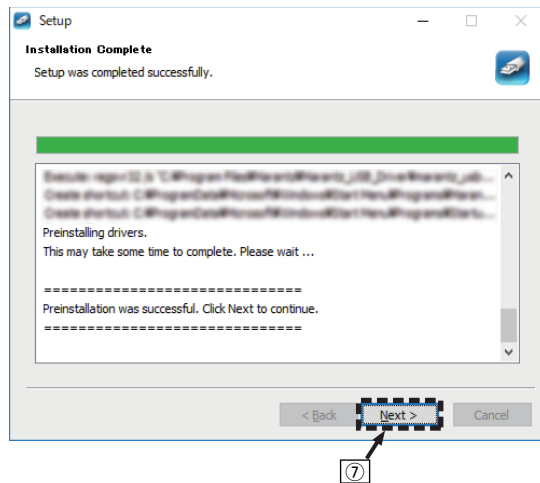 Setup
Installation Complete
Setup was completed successfully.
Preinstalling drivers.
This may take some time to complete. Please wait ...
==============================
Preinstallation was successful. Click Next to continue.
==============================
< Back Next > Cancel
⑦